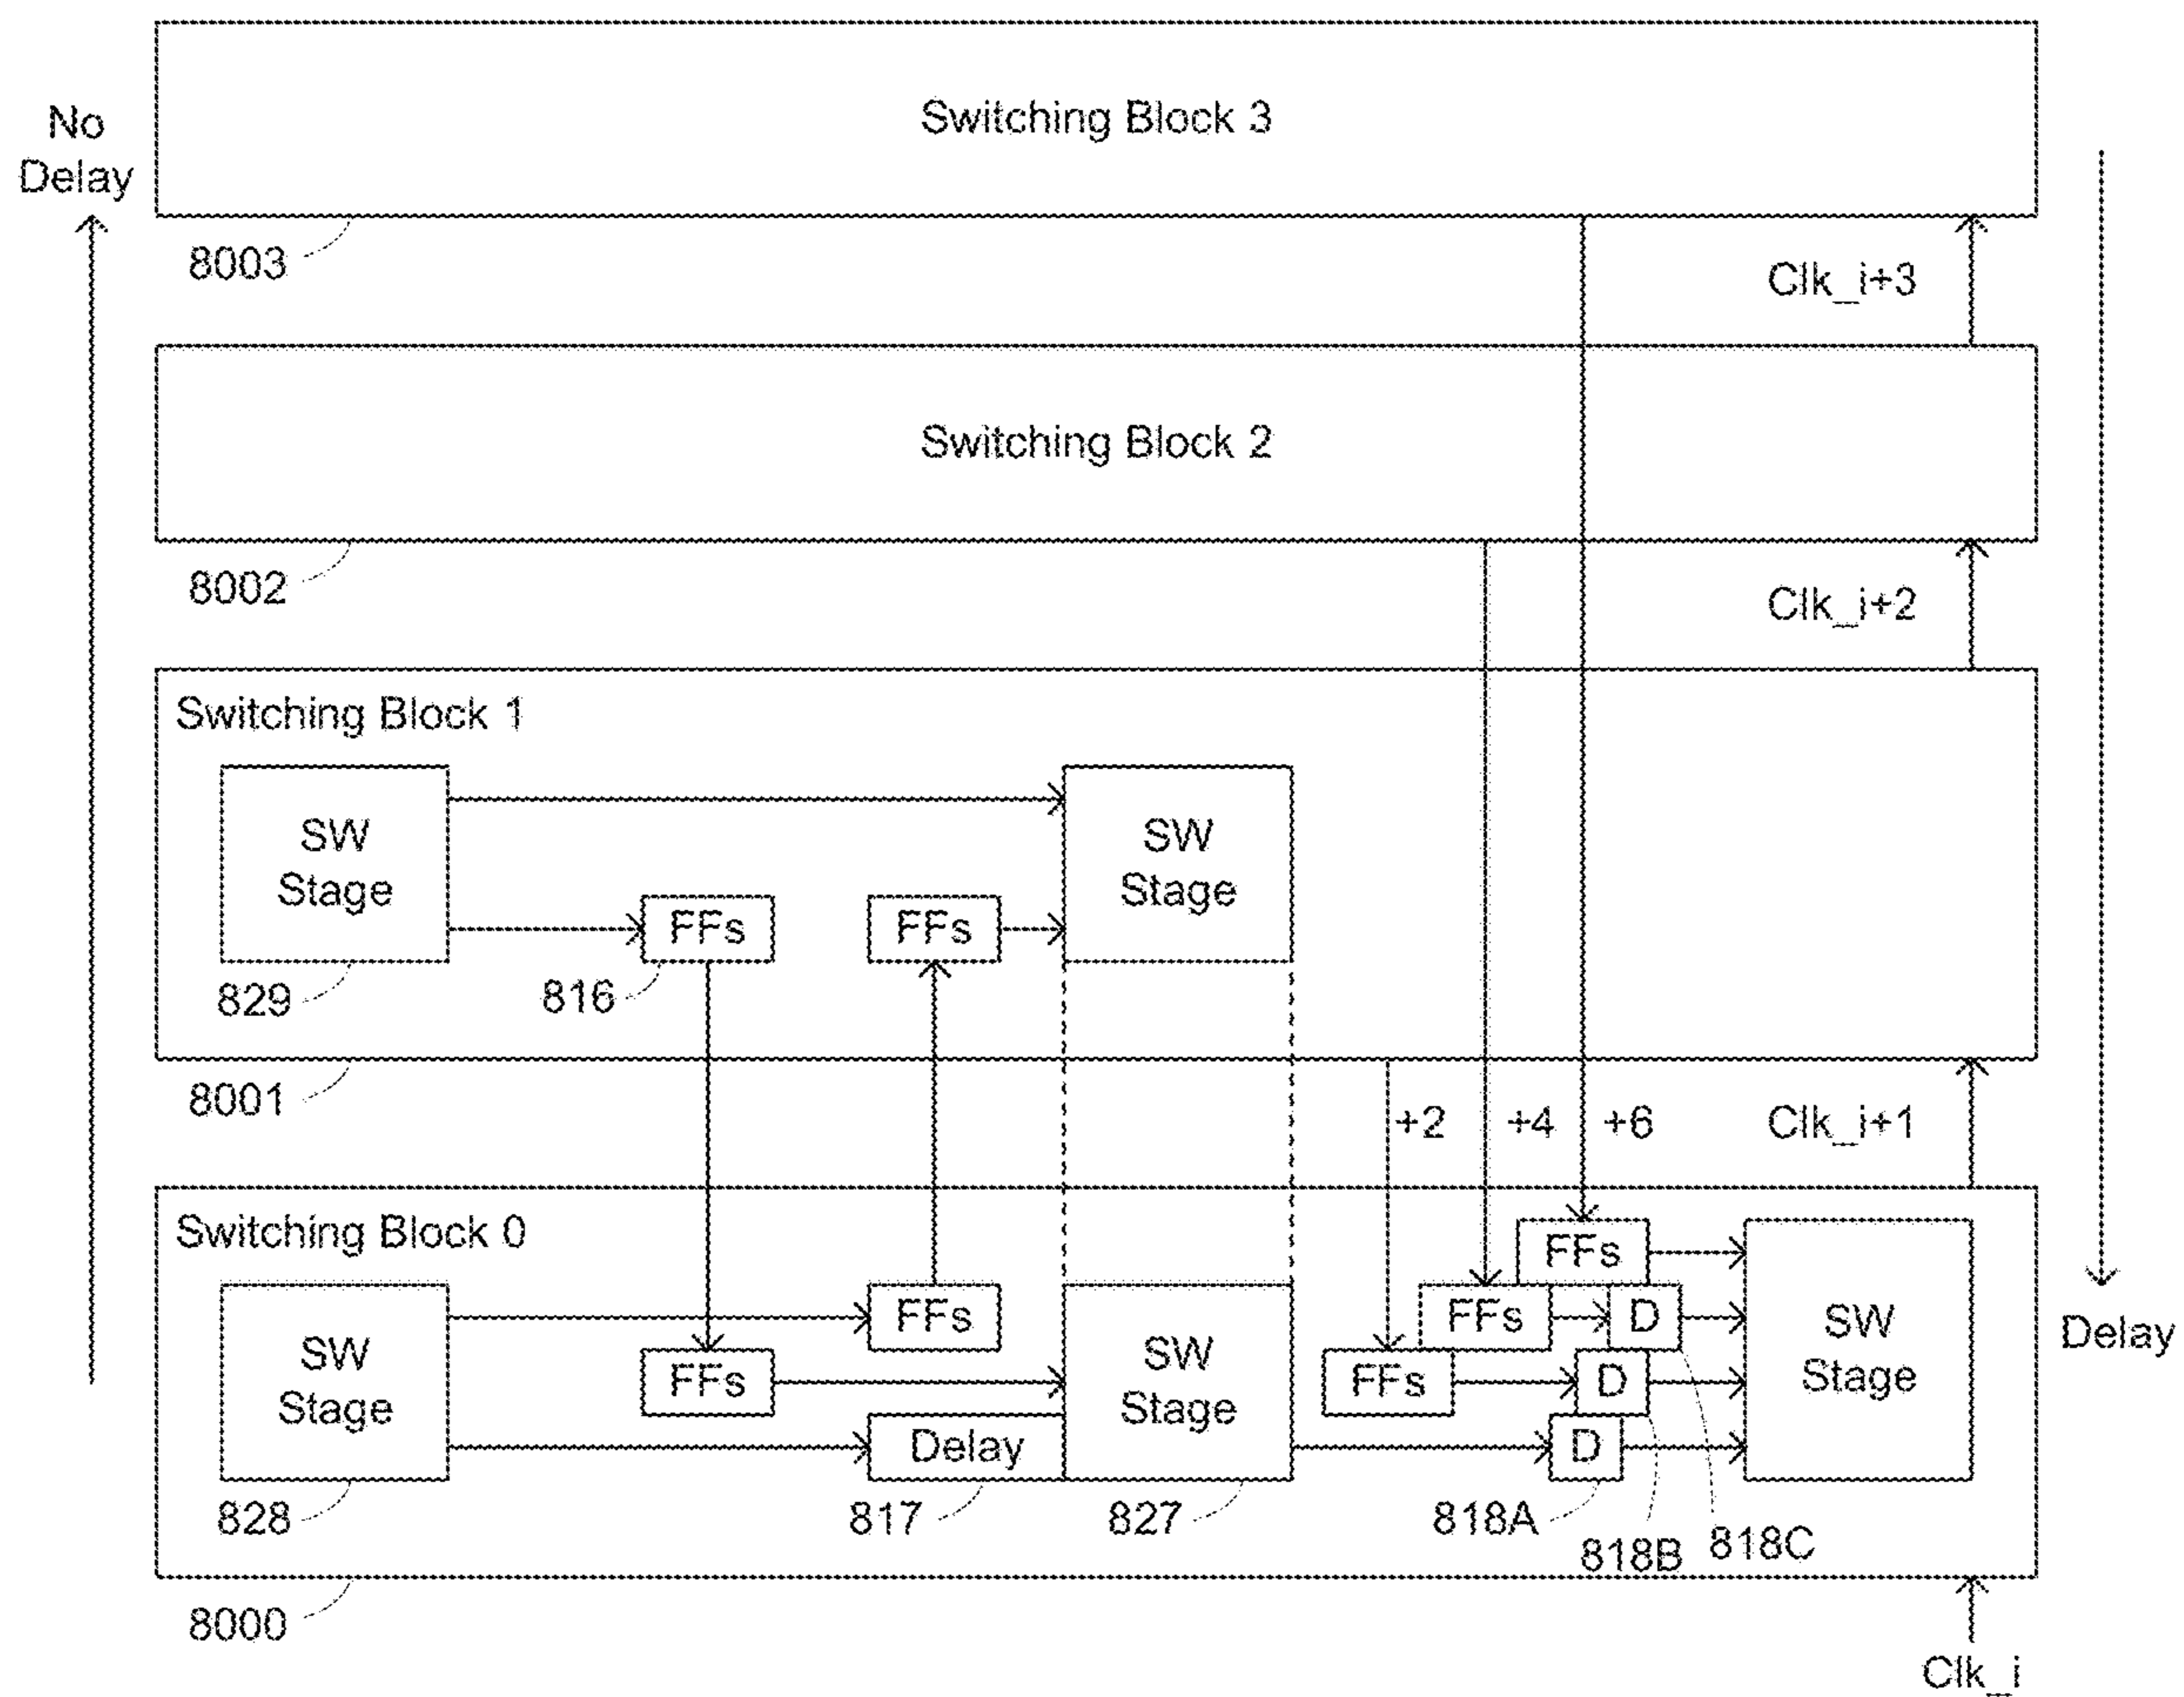 Switching Block 3
No
Delay
8003
Clk_i+3
Switching Block 2
8002
Clk_i+2
Switching Block 1
SW
Stage
SW
Stage
FFs
FFs
829
816
8001
+2
+4
+6
Clk_i+1
Switching Block 0
FFs
SW
Stage
FFs
SW
Stage
FFs
D
SW
Stage
Delay
FFs
FFs
D
Delay
D
828
817
827
818A
818B
818C
8000
Clk_i